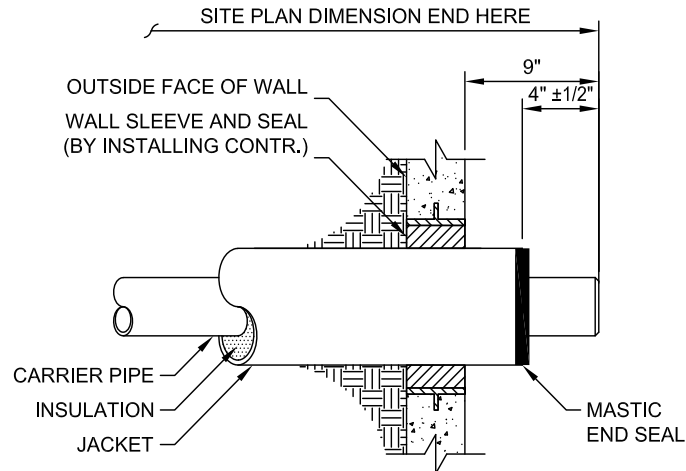 SITE PLAN DIMENSION END HERE
9"
4" ±1/2"
OUTSIDE FACE OF WALL
WALL SLEEVE AND SEAL
(BY INSTALLING CONTR.)
CARRIER PIPE
INSULATION
JACKET
MASTIC
END SEAL